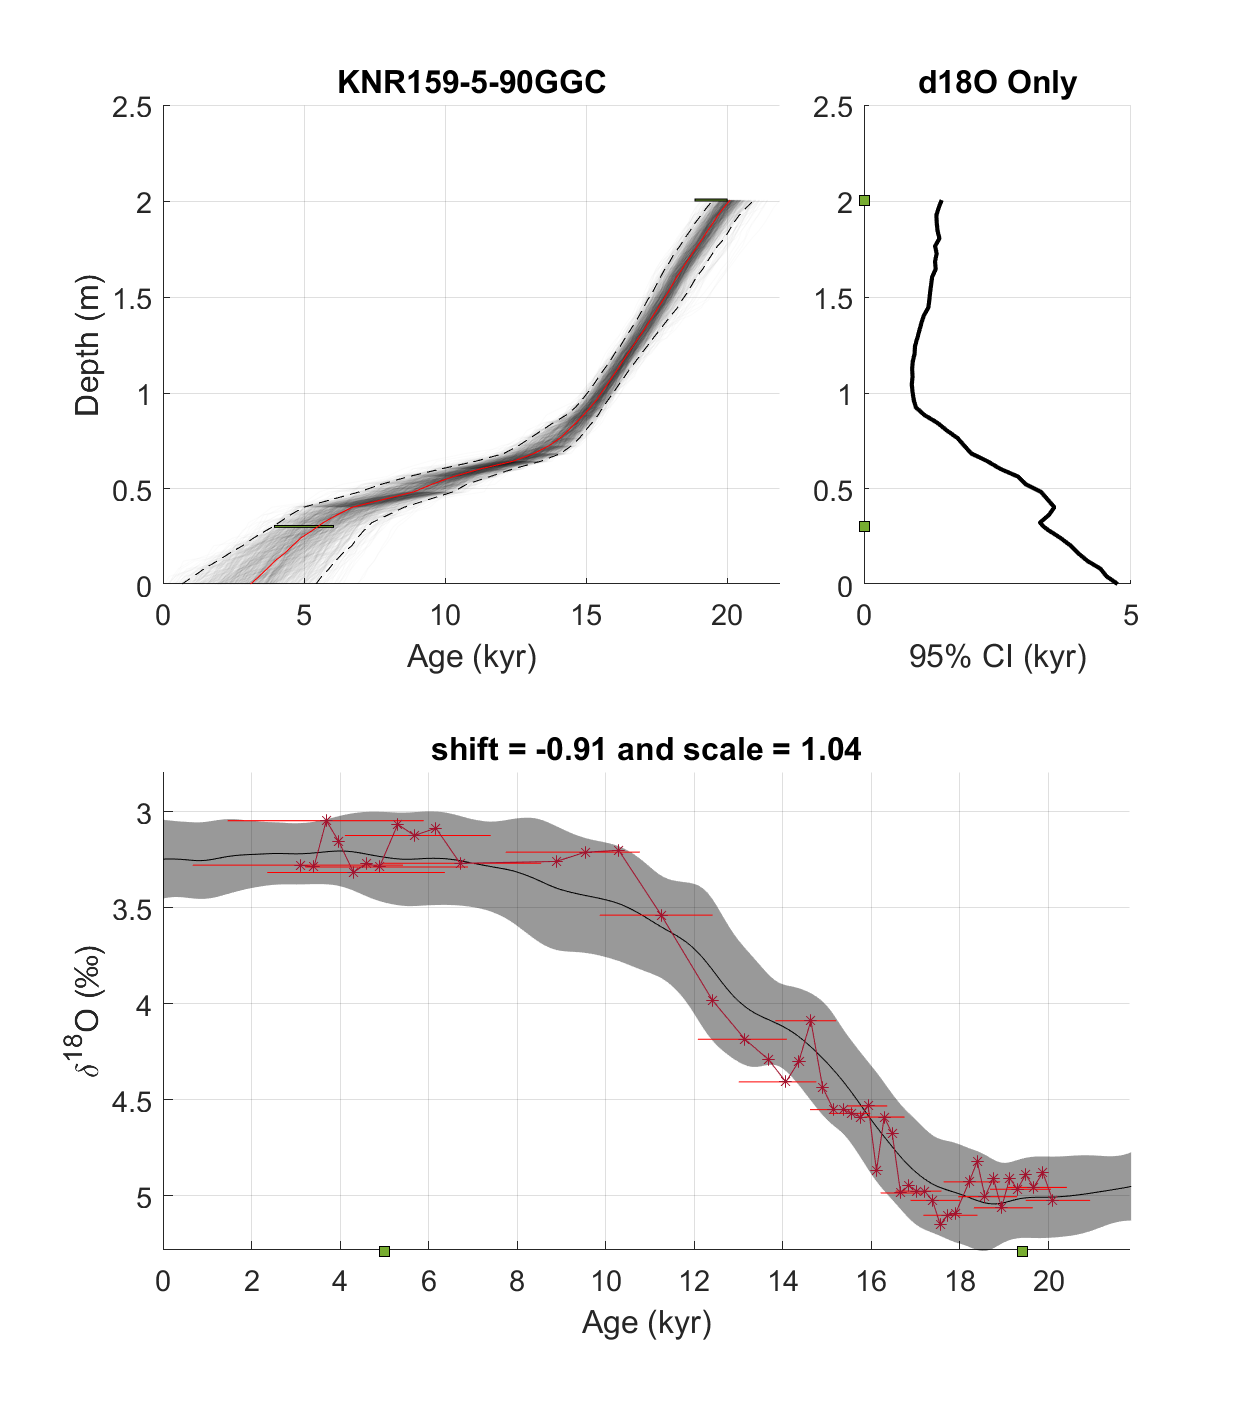 KNR159-5-90GGC
2.5
2
1.5
1
0.5
0
Depth (m)
0 5 10 15 20
Age (kyr)
d18O Only
2.5
2
1.5
1
0.5
0
0 5
95% CI (kyr)
shift = -0.91 and scale = 1.04
3
3.5
4
4.5
5
δ¹⁸O (‰)
0 2 4 6 8 10 12 14 16 18 20
Age (kyr)